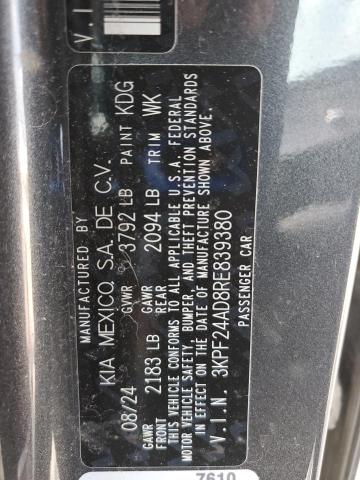 V.I
MANUFACTURED BY
KIA MEXICO, S.A. DE C.V.
08/24 GVWR 3792 LB PAINT KDG
GAWR FRONT 2183 LB GAWR REAR 2094 LB TRIM WK
THIS VEHICLE CONFORMS TO ALL APPLICABLE U.S.A. FEDERAL
MOTOR VEHICLE SAFETY, BUMPER, AND THEFT PREVENTION STANDARDS
IN EFFECT ON THE DATE OF MANUFACTURE SHOWN ABOVE.
V.I.N. 3KPF24AD8RE839380
PASSENGER CAR
7610